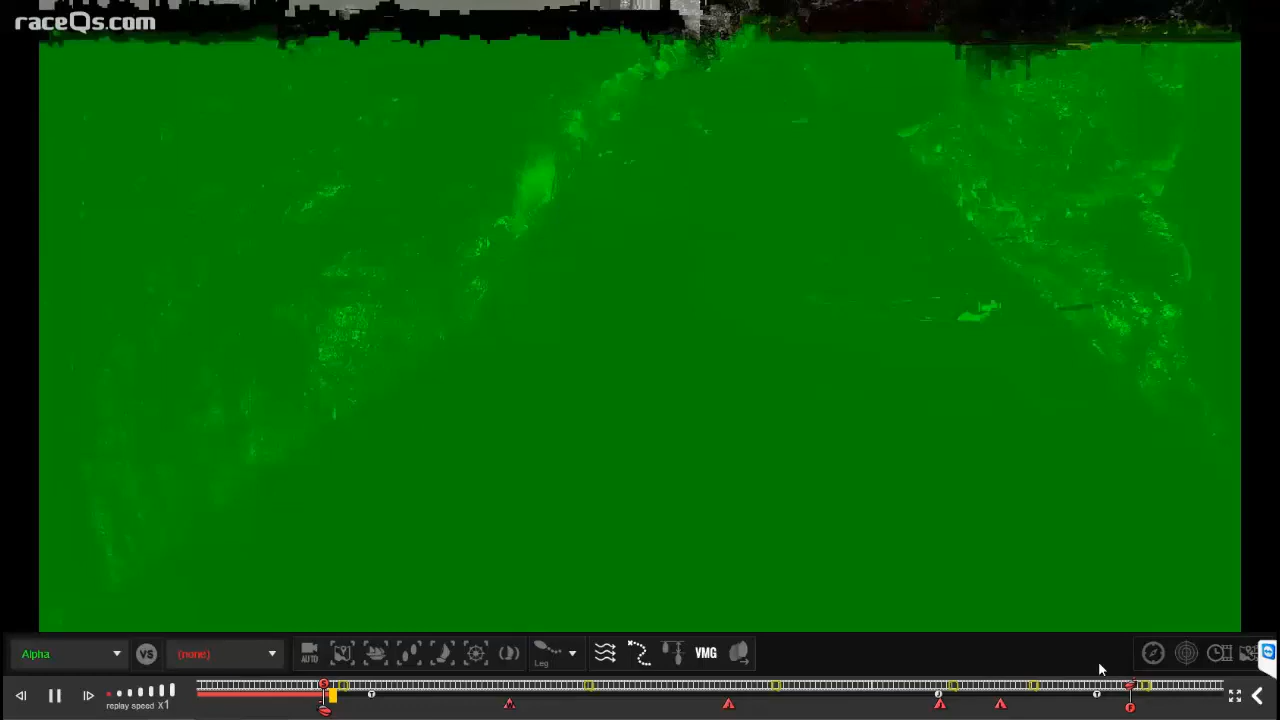 raceQs.com
Alpha
VS
(none)
AUTO
Leg
VMG
replay speed x1
S
T
J
T
F